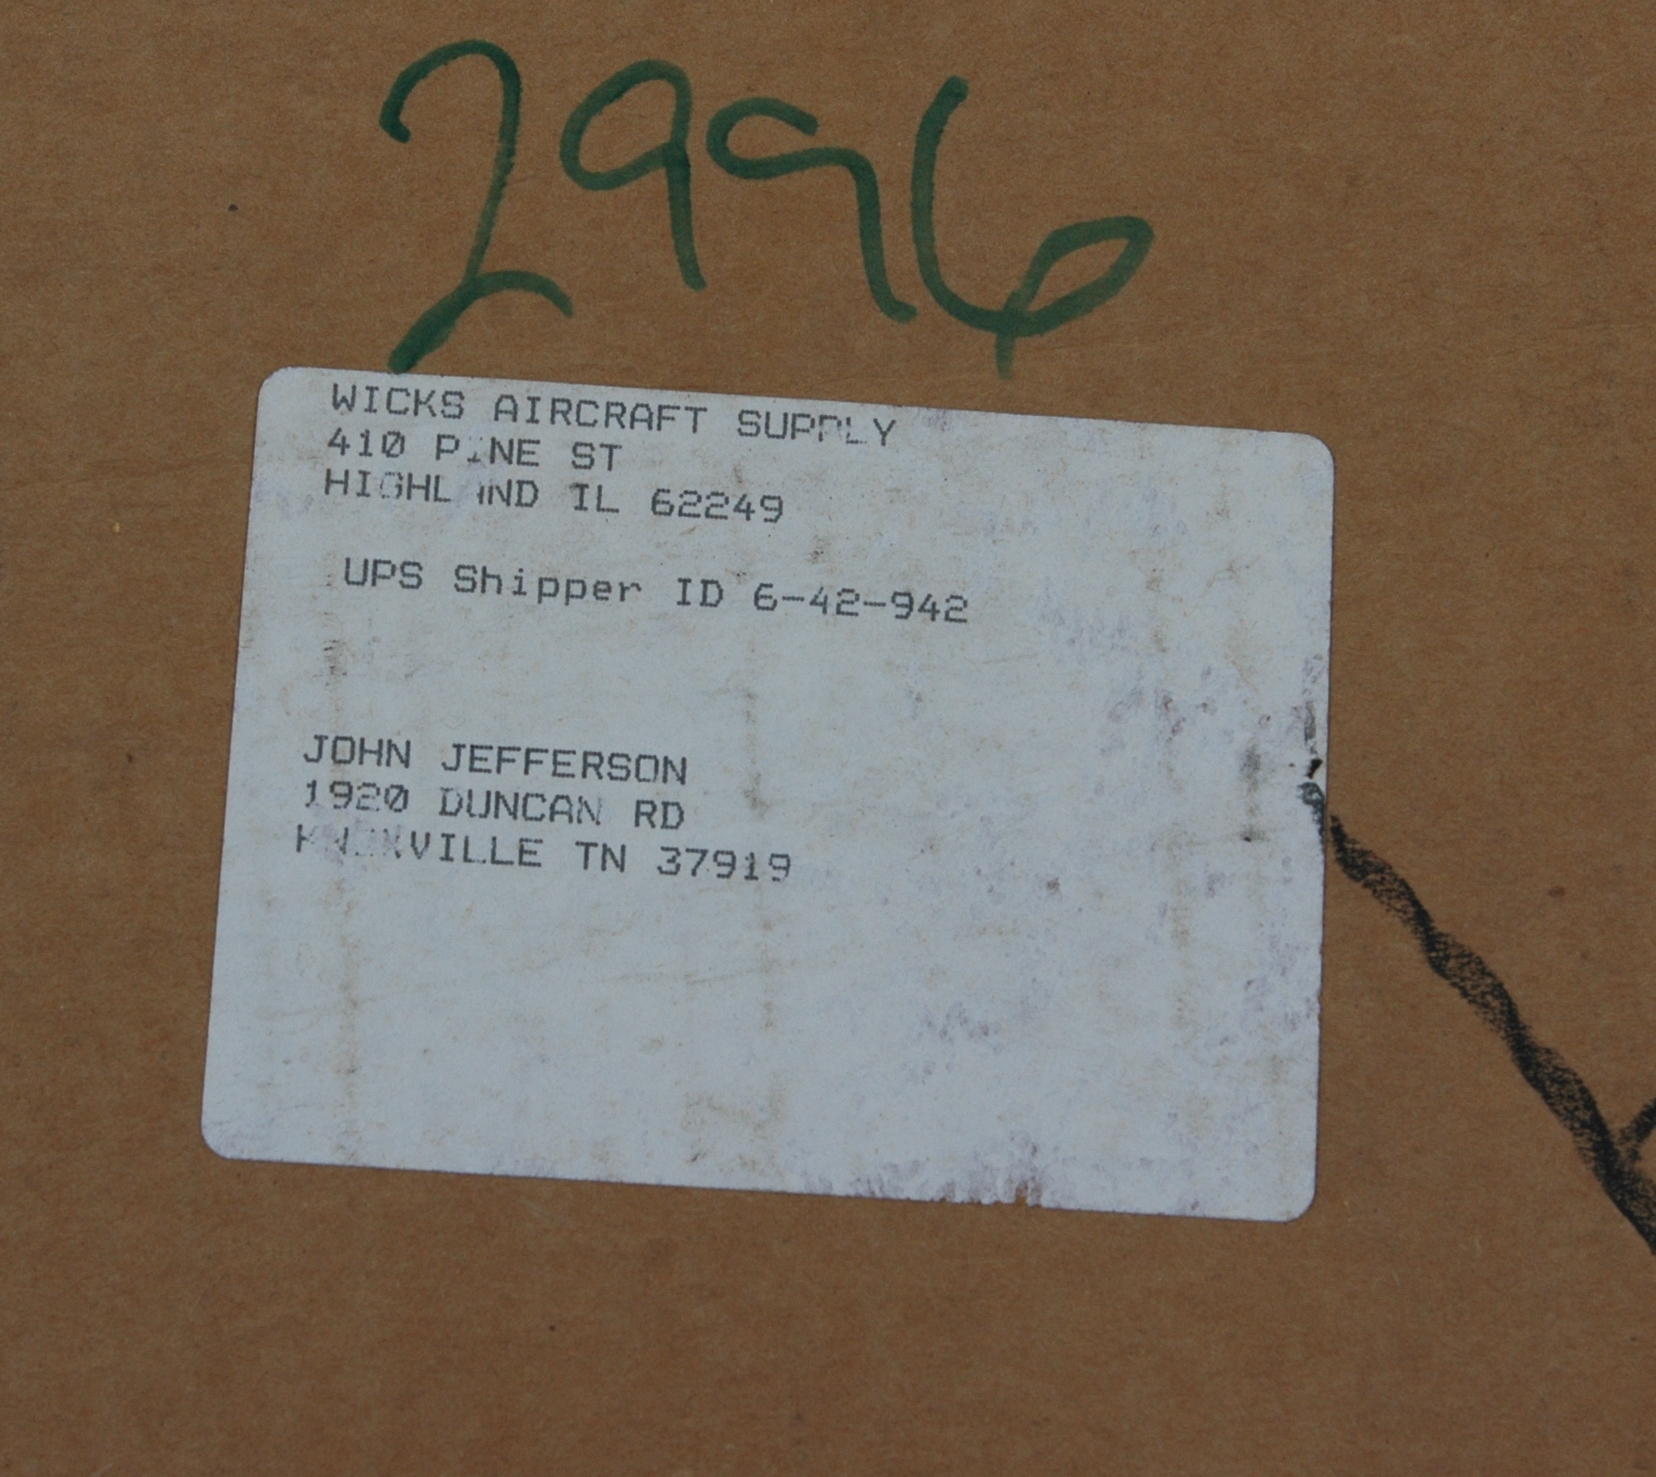 2996
WICKS AIRCRAFT SUPPLY
410 PINE ST
HIGHLAND IL 62249
UPS Shipper ID 6-42-942
JOHN JEFFERSON
1920 DUNCAN RD
KNOXVILLE TN 37919